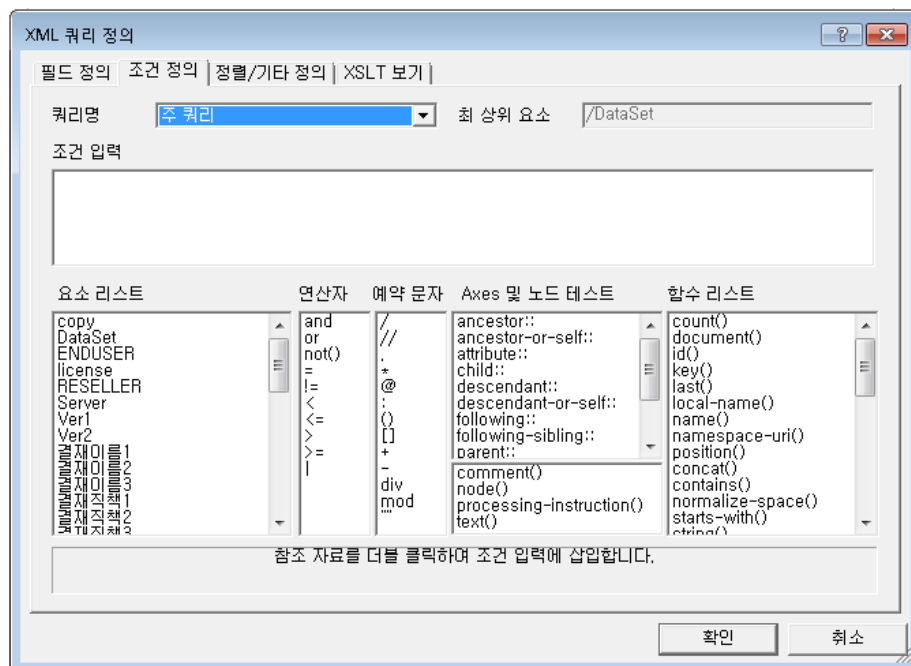 XML 쿼리 정의
필드 정의 조건 정의 정렬/기타 정의 XSLT 보기
쿼리명 주 쿼리 최 상위 요소 /DataSet
조건 입력
요소 리스트
copy
DataSet
ENDUSER
license
RESELLER
Server
Ver1
Ver2
결재이름1
결재이름2
결재이름3
결재직책1
결재직책2
결재직책3
연산자
and
or
not()
=
!=
<
<=
>
>=
|
예약 문자
/
//
.
*
@
:
()
[]
+
-
div
mod
""
Axes 및 노드 테스트
ancestor::
ancestor-or-self::
attribute::
child::
descendant::
descendant-or-self::
following::
following-sibling::
parent::
comment()
node()
processing-instruction()
text()
함수 리스트
count()
document()
id()
key()
last()
local-name()
name()
namespace-uri()
position()
concat()
contains()
normalize-space()
starts-with()
string()
참조 자료를 더블 클릭하여 조건 입력에 삽입합니다.
확인 취소